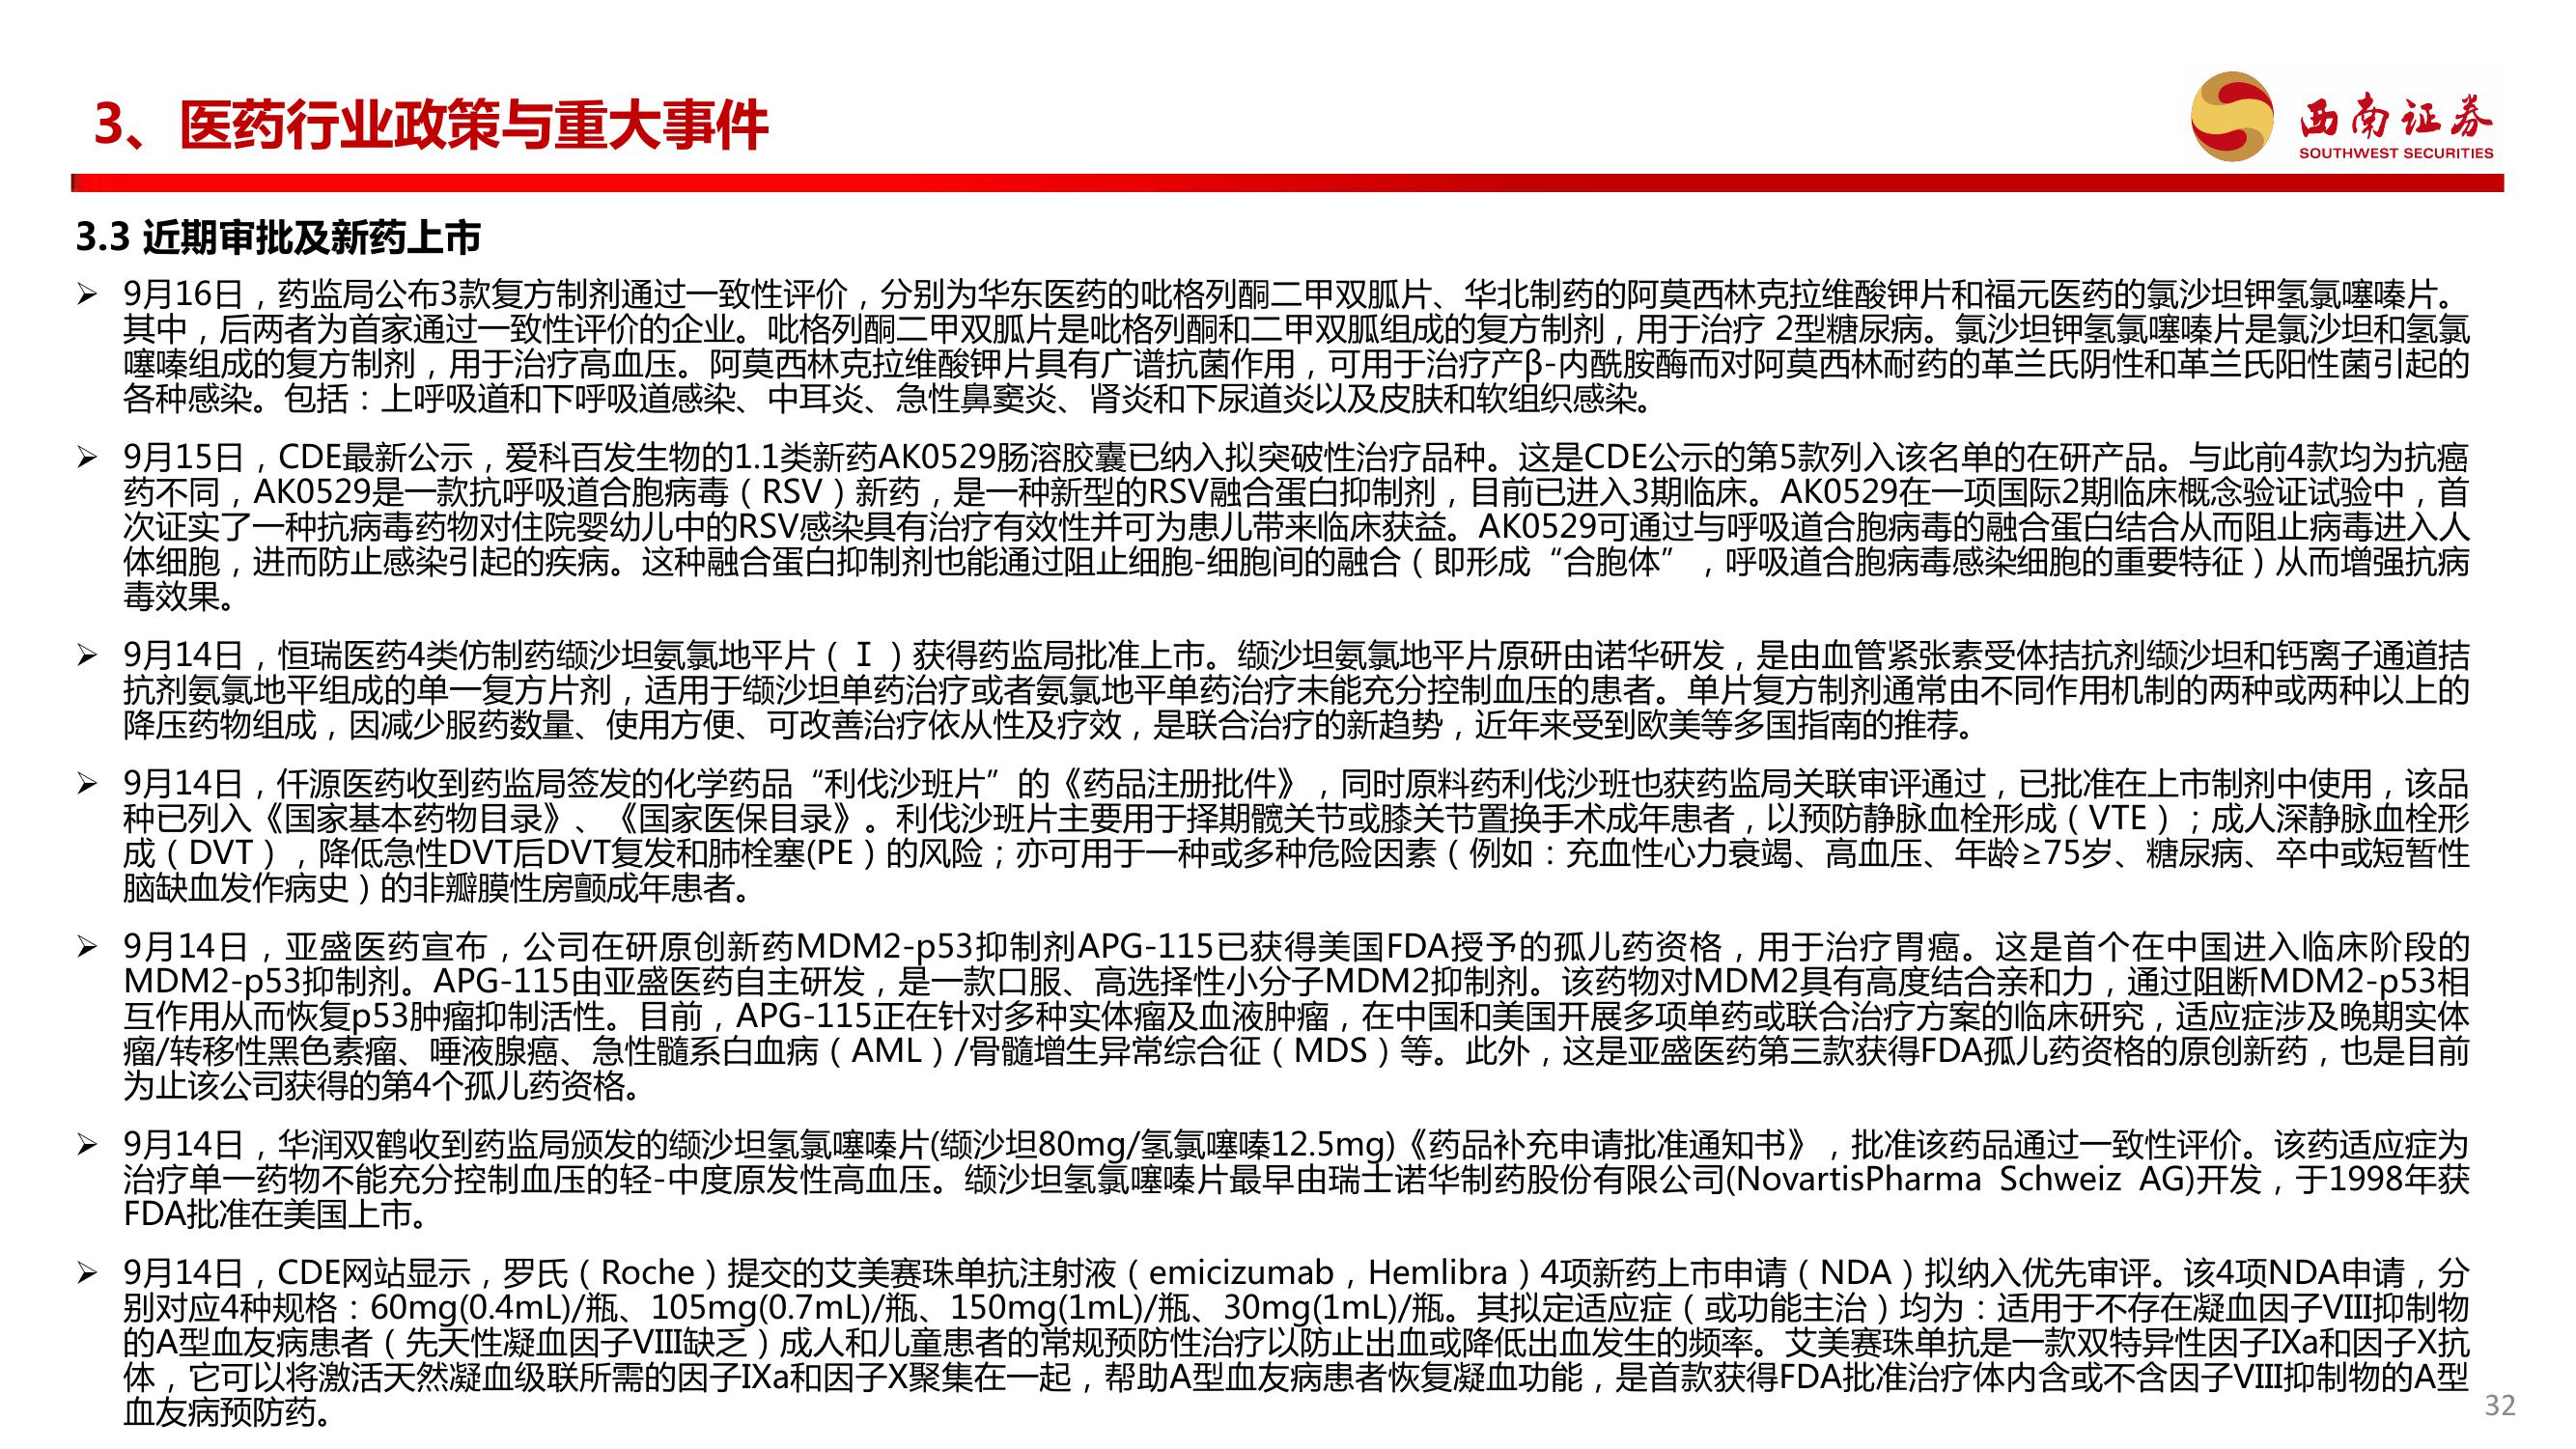 3、医药行业政策与重大事件
西南证券
SOUTHWEST SECURITIES
3.3 近期审批及新药上市
➢ 9月16日，药监局公布3款复方制剂通过一致性评价，分别为华东医药的吡格列酮二甲双胍片、华北制药的阿莫西林克拉维酸钾片和福元医药的氯沙坦钾氢氯噻嗪片。
其中，后两者为首家通过一致性评价的企业。吡格列酮二甲双胍片是吡格列酮和二甲双胍组成的复方制剂，用于治疗 2型糖尿病。氯沙坦钾氢氯噻嗪片是氯沙坦和氢氯
噻嗪组成的复方制剂，用于治疗高血压。阿莫西林克拉维酸钾片具有广谱抗菌作用，可用于治疗产β-内酰胺酶而对阿莫西林耐药的革兰氏阴性和革兰氏阳性菌引起的
各种感染。包括：上呼吸道和下呼吸道感染、中耳炎、急性鼻窦炎、肾炎和下尿道炎以及皮肤和软组织感染。
➢ 9月15日，CDE最新公示，爱科百发生物的1.1类新药AK0529肠溶胶囊已纳入拟突破性治疗品种。这是CDE公示的第5款列入该名单的在研产品。与此前4款均为抗癌
药不同，AK0529是一款抗呼吸道合胞病毒（RSV）新药，是一种新型的RSV融合蛋白抑制剂，目前已进入3期临床。AK0529在一项国际2期临床概念验证试验中，首
次证实了一种抗病毒药物对住院婴幼儿中的RSV感染具有治疗有效性并可为患儿带来临床获益。AK0529可通过与呼吸道合胞病毒的融合蛋白结合从而阻止病毒进入人
体细胞，进而防止感染引起的疾病。这种融合蛋白抑制剂也能通过阻止细胞-细胞间的融合（即形成“合胞体”，呼吸道合胞病毒感染细胞的重要特征）从而增强抗病
毒效果。
➢ 9月14日，恒瑞医药4类仿制药缬沙坦氨氯地平片（Ⅰ）获得药监局批准上市。缬沙坦氨氯地平片原研由诺华研发，是由血管紧张素受体拮抗剂缬沙坦和钙离子通道拮
抗剂氨氯地平组成的单一复方片剂，适用于缬沙坦单药治疗或者氨氯地平单药治疗未能充分控制血压的患者。单片复方制剂通常由不同作用机制的两种或两种以上的
降压药物组成，因减少服药数量、使用方便、可改善治疗依从性及疗效，是联合治疗的新趋势，近年来受到欧美等多国指南的推荐。
➢ 9月14日，仟源医药收到药监局签发的化学药品“利伐沙班片”的《药品注册批件》，同时原料药利伐沙班也获药监局关联审评通过，已批准在上市制剂中使用，该品
种已列入《国家基本药物目录》、《国家医保目录》。利伐沙班片主要用于择期髋关节或膝关节置换手术成年患者，以预防静脉血栓形成（VTE）；成人深静脉血栓形
成（DVT），降低急性DVT后DVT复发和肺栓塞(PE）的风险；亦可用于一种或多种危险因素（例如：充血性心力衰竭、高血压、年龄≥75岁、糖尿病、卒中或短暂性
脑缺血发作病史）的非瓣膜性房颤成年患者。
➢ 9月14日，亚盛医药宣布，公司在研原创新药MDM2-p53抑制剂APG-115已获得美国FDA授予的孤儿药资格，用于治疗胃癌。这是首个在中国进入临床阶段的
MDM2-p53抑制剂。APG-115由亚盛医药自主研发，是一款口服、高选择性小分子MDM2抑制剂。该药物对MDM2具有高度结合亲和力，通过阻断MDM2-p53相
互作用从而恢复p53肿瘤抑制活性。目前，APG-115正在针对多种实体瘤及血液肿瘤，在中国和美国开展多项单药或联合治疗方案的临床研究，适应症涉及晚期实体
瘤/转移性黑色素瘤、唾液腺癌、急性髓系白血病（AML）/骨髓增生异常综合征（MDS）等。此外，这是亚盛医药第三款获得FDA孤儿药资格的原创新药，也是目前
为止该公司获得的第4个孤儿药资格。
➢ 9月14日，华润双鹤收到药监局颁发的缬沙坦氢氯噻嗪片(缬沙坦80mg/氢氯噻嗪12.5mg)《药品补充申请批准通知书》，批准该药品通过一致性评价。该药适应症为
治疗单一药物不能充分控制血压的轻-中度原发性高血压。缬沙坦氢氯噻嗪片最早由瑞士诺华制药股份有限公司(NovartisPharma Schweiz AG)开发，于1998年获
FDA批准在美国上市。
➢ 9月14日，CDE网站显示，罗氏（Roche）提交的艾美赛珠单抗注射液（emicizumab，Hemlibra）4项新药上市申请（NDA）拟纳入优先审评。该4项NDA申请，分
别对应4种规格：60mg(0.4mL)/瓶、105mg(0.7mL)/瓶、150mg(1mL)/瓶、30mg(1mL)/瓶。其拟定适应症（或功能主治）均为：适用于不存在凝血因子VIII抑制物
的A型血友病患者（先天性凝血因子VIII缺乏）成人和儿童患者的常规预防性治疗以防止出血或降低出血发生的频率。艾美赛珠单抗是一款双特异性因子IXa和因子X抗
体，它可以将激活天然凝血级联所需的因子IXa和因子X聚集在一起，帮助A型血友病患者恢复凝血功能，是首款获得FDA批准治疗体内含或不含因子VIII抑制物的A型
血友病预防药。
32